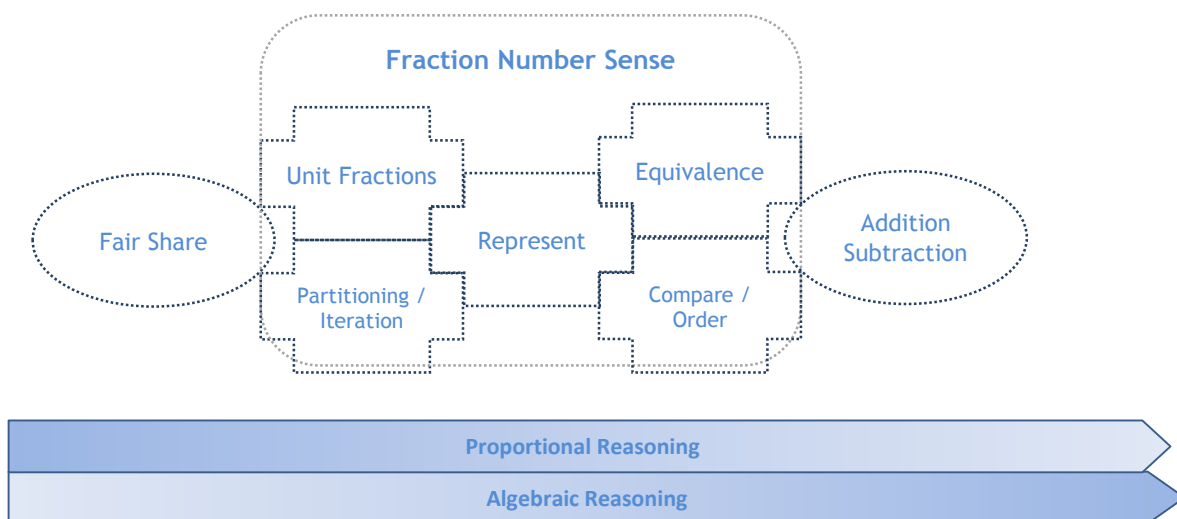 Fraction Number Sense
Unit Fractions
Equivalence
Fair Share
Represent
Addition
Subtraction
Partitioning /
Iteration
Compare /
Order
Proportional Reasoning
Algebraic Reasoning